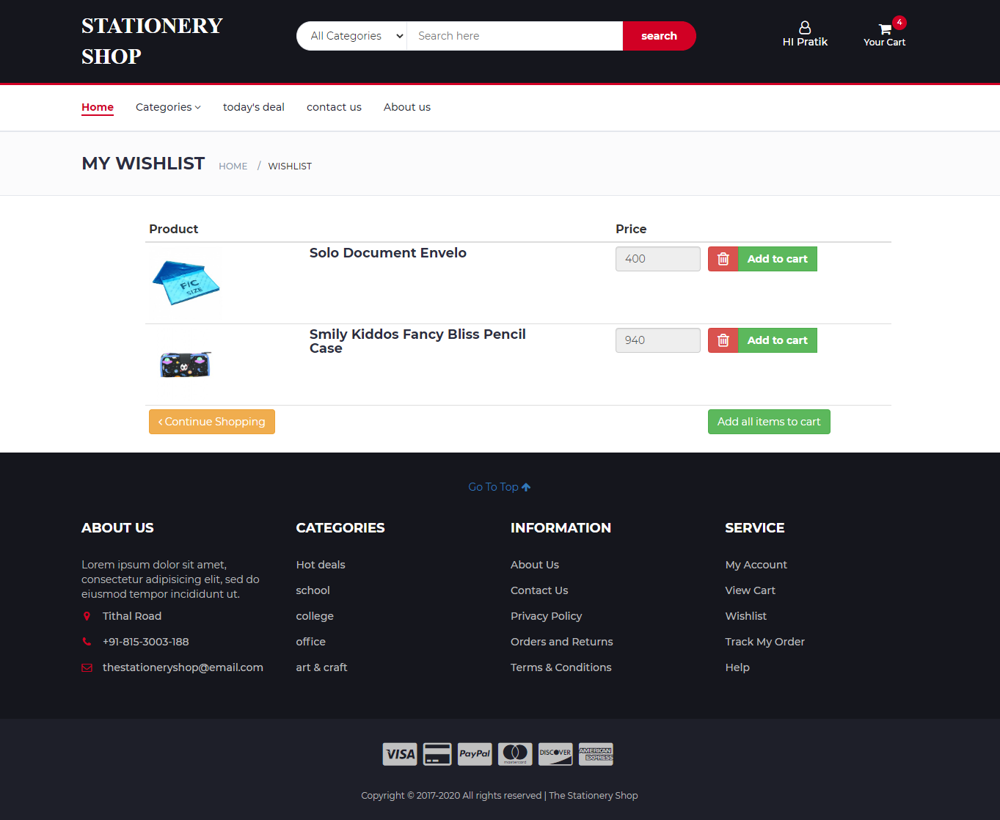 STATIONERY
SHOP
All Categories
Search here
search
HI Pratik
4
Your Cart
Home
Categories
today's deal
contact us
About us
MY WISHLIST
HOME / WISHLIST
Product
Price
F/C
SIZE
Solo Document Envelo
400
Add to cart
Smily Kiddos Fancy Bliss Pencil
Case
940
Add to cart
Continue Shopping
Add all items to cart
Go To Top
ABOUT US
Lorem ipsum dolor sit amet,
consectetur adipisicing elit, sed do
eiusmod tempor incididunt ut.
Tithal Road
+91-815-3003-188
thestationeryshop@email.com
CATEGORIES
Hot deals
school
college
office
art & craft
INFORMATION
About Us
Contact Us
Privacy Policy
Orders and Returns
Terms & Conditions
SERVICE
My Account
View Cart
Wishlist
Track My Order
Help
VISA
PayPal
mastercard
DISCOVER
AMERICAN
EXPRESS
Copyright © 2017-2020 All rights reserved | The Stationery Shop